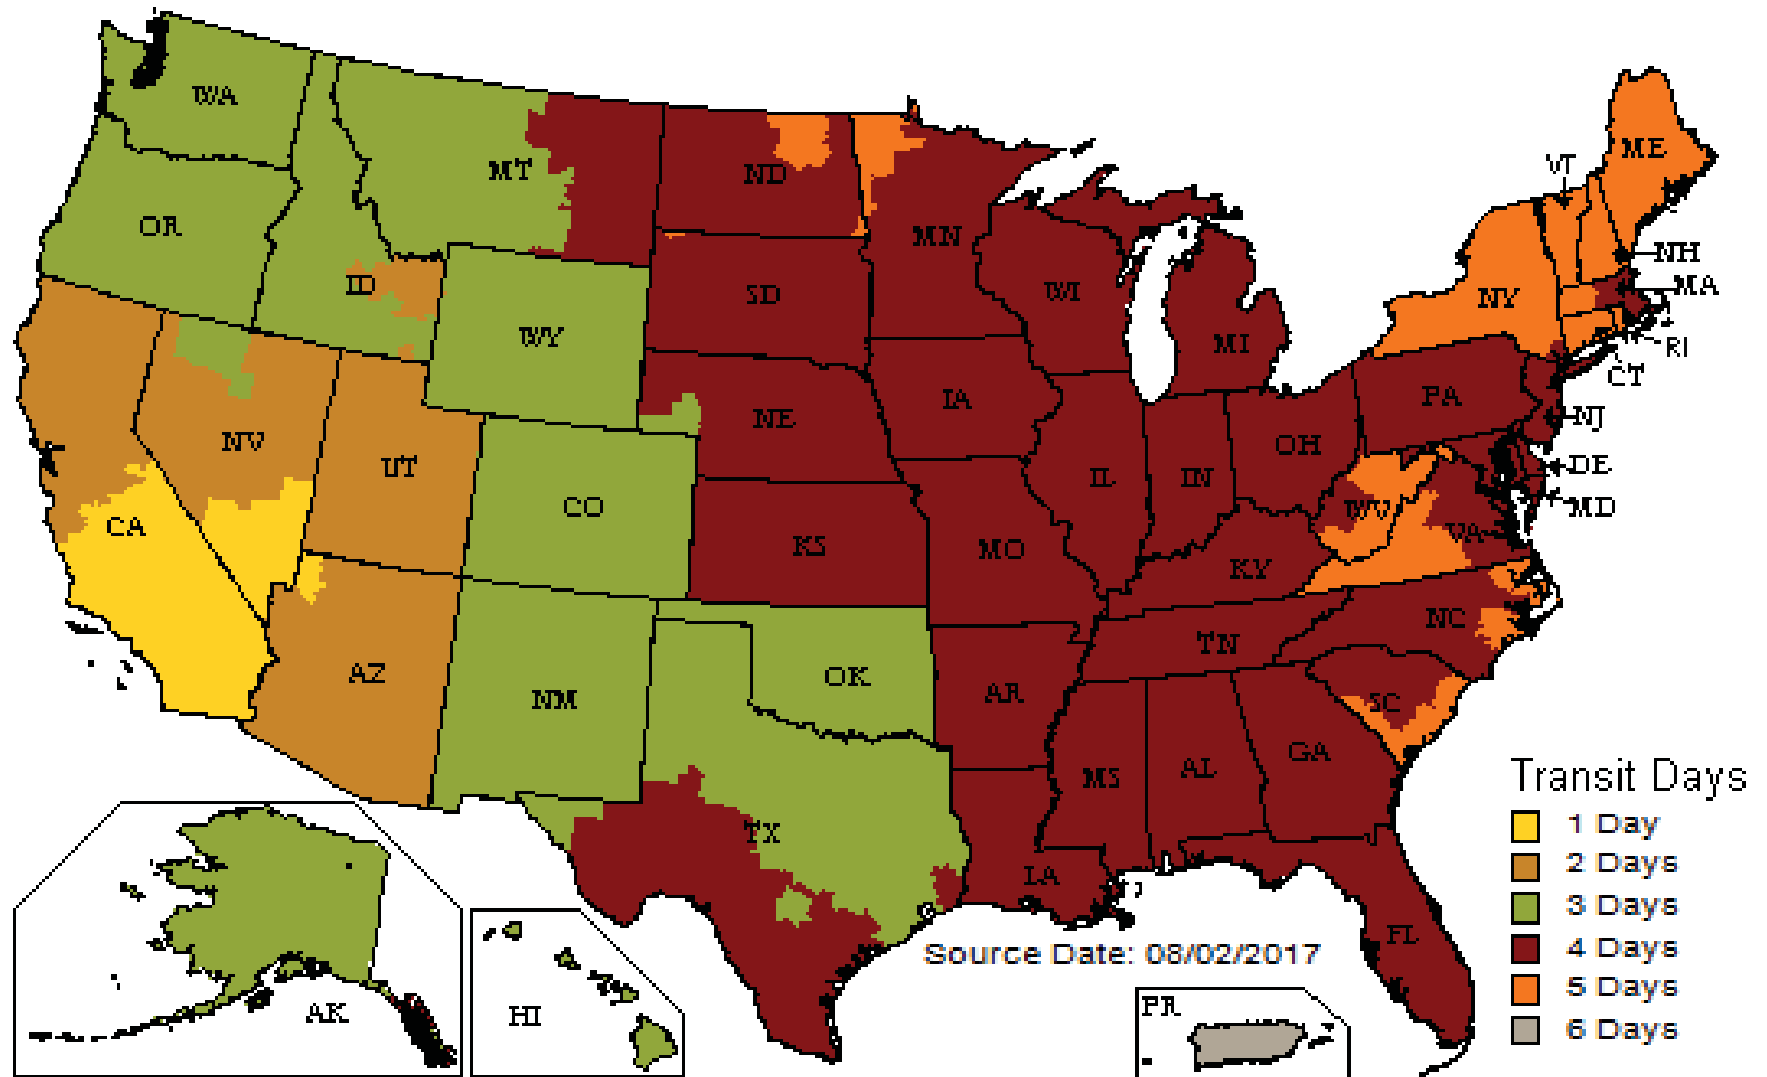 WA
MT
ND
ME
VT
OR
MN
NH
ID
SD
WI
NY
MA
WY
MI
RI
CT
IA
PA
NE
NJ
NV
UT
OH
DE
IL
IN
CO
WV
MD
CA
VA
KS
MO
KY
NC
TN
AZ
OK
AR
NM
SC
GA
MS
AL
TX
LA
FL
AK
HI
PR
Source Date: 08/02/2017
Transit Days
1 Day
2 Days
3 Days
4 Days
5 Days
6 Days